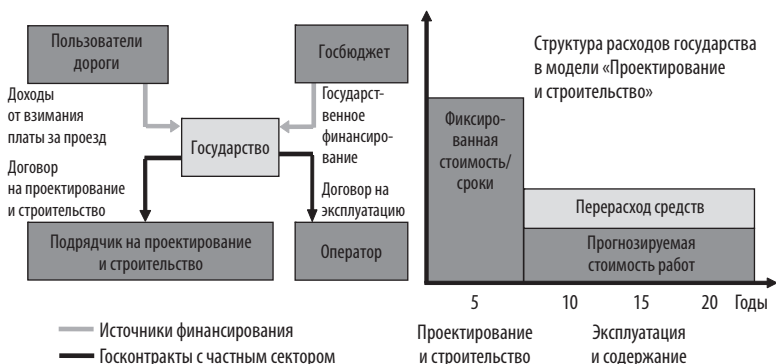 Пользователи
дороги
Госбюджет
Доходы
от взимания
платы за проезд
Государст-
венное
финансиро-
вание
Государство
Договор
на проектирование
и строительство
Договор на
эксплуатацию
Подрядчик на проектирование
и строительство
Оператор
Источники финансирования
Госконтракты с частным сектором
Структура расходов государства
в модели «Проектирование
и строительство»
Фиксиро-
ванная
стоимость/
сроки
Перерасход средств
Прогнозируемая
стоимость работ
5 10 15 20 Годы
Проектирование
и строительство
Эксплуатация
и содержание